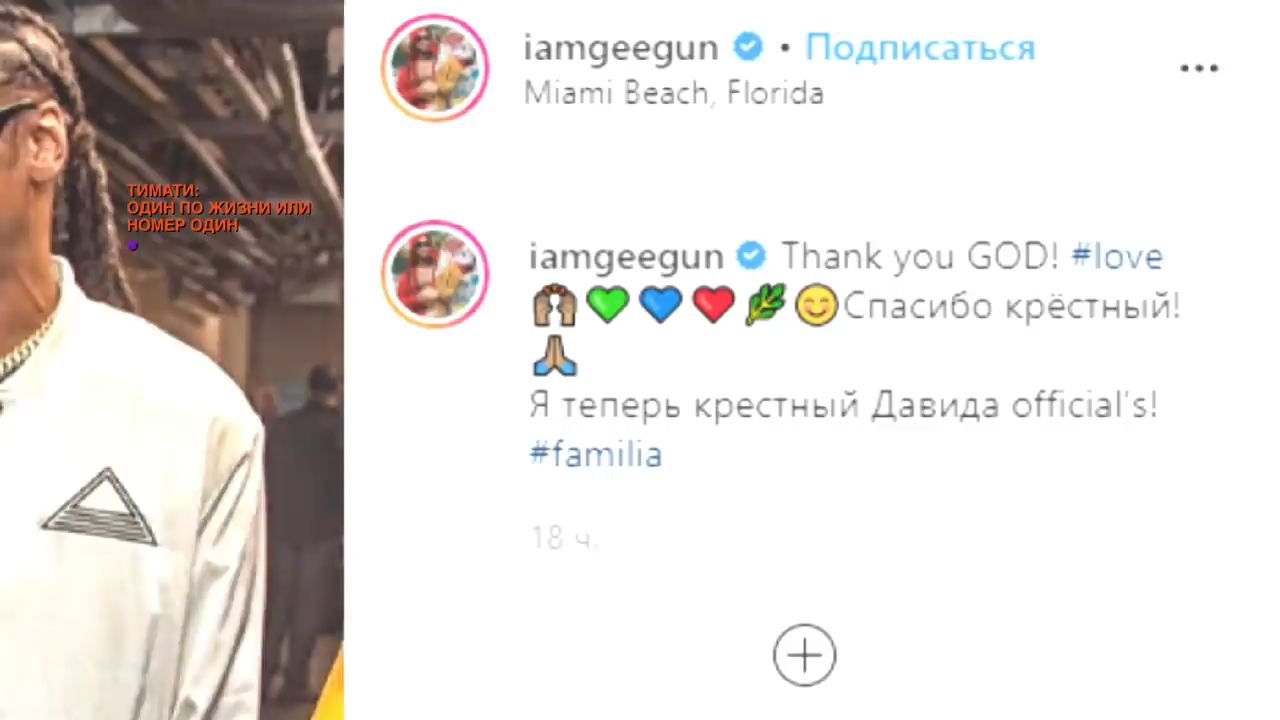 iamgeegun • Подписаться
Miami Beach, Florida
ТИМАТИ:
ОДИН ПО ЖИЗНИ ИЛИ
НОМЕР ОДИН
iamgeegun Thank you GOD! #love
🙌🏽💚💙❤️🌿😊Спасибо крёстный!
🙏🏽
Я теперь крестный Давида official's!
#familia
18 ч.